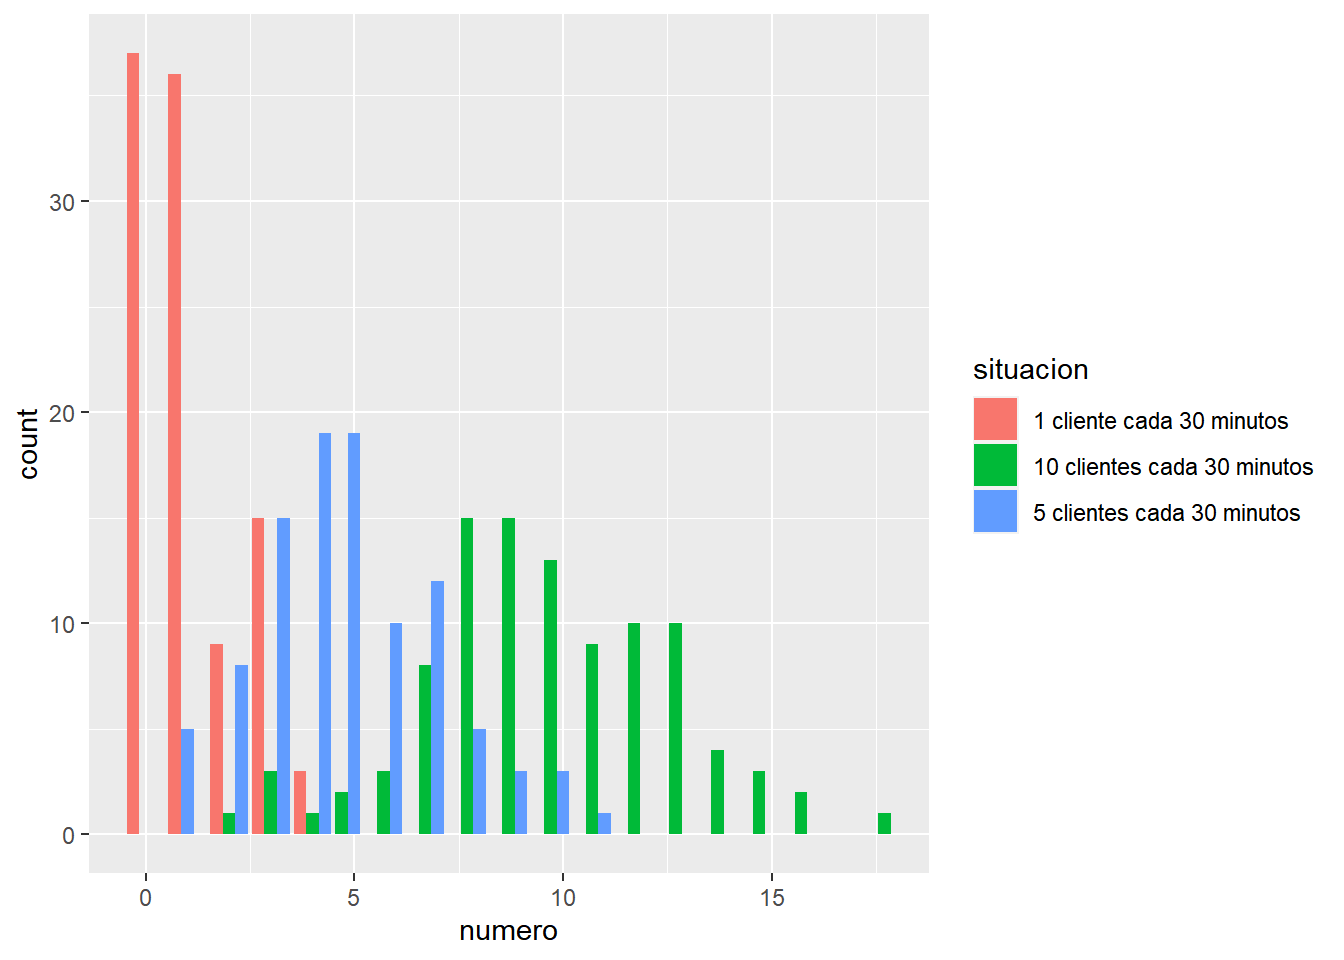 30
20
10
0
count
0 5 10 15
numero
situacion
1 cliente cada 30 minutos
10 clientes cada 30 minutos
5 clientes cada 30 minutos